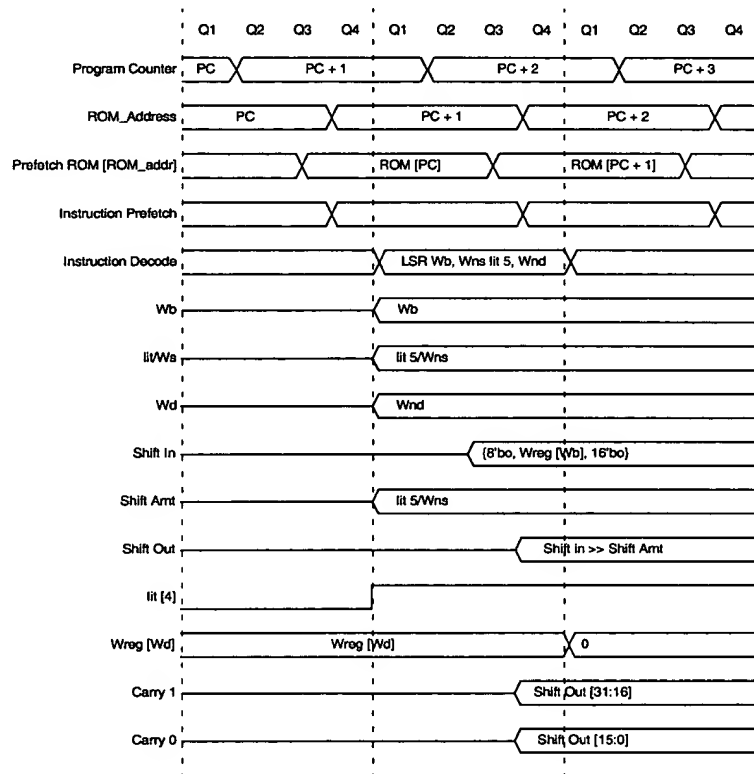 Q1 Q2 Q3 Q4 Q1 Q2 Q3 Q4 Q1 Q2 Q3 Q4
Program Counter PC PC + 1 PC + 2 PC + 3
ROM_Address PC PC + 1 PC + 2
Prefetch ROM [ROM_addr] ROM [PC] ROM [PC + 1]
Instruction Prefetch
Instruction Decode LSR Wb, Wns lit 5, Wnd
Wb Wb
lit/Ws lit 5/Wns
Wd Wnd
Shift In {8'bo, Wreg [Wb], 16'bo}
Shift Amt lit 5/Wns
Shift Out Shift in >> Shift Amt
lit [4]
Wreg [Wd] Wreg [Wd] 0
Carry 1 Shift Out [31:16]
Carry 0 Shift Out [15:0]